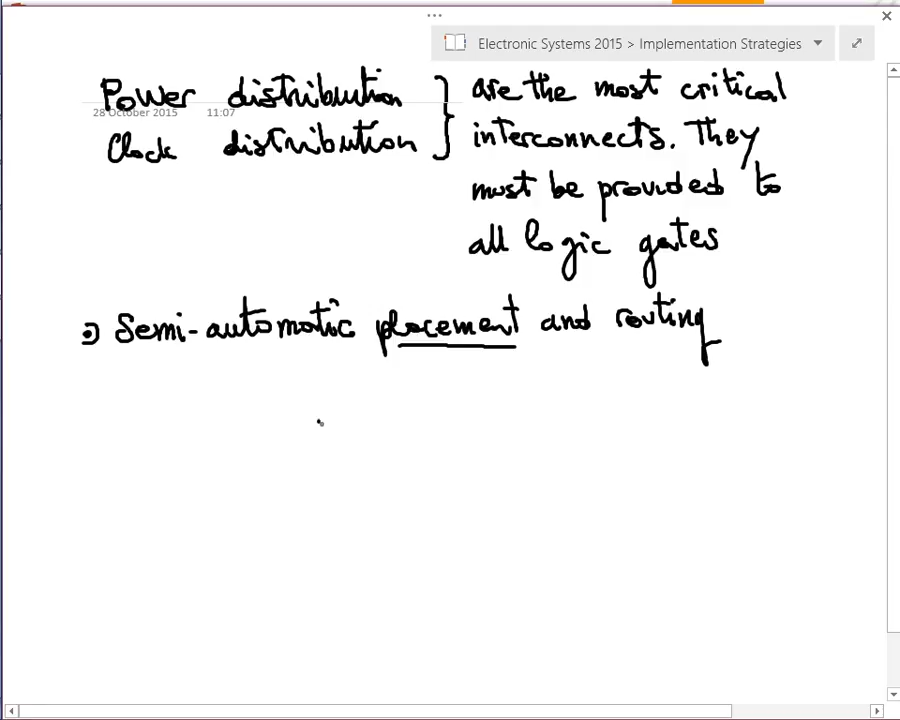 Electronic Systems 2015 > Implementation Strategies
Power distribution } are the most critical
28 October 2015 11:07
Clock distribution interconnects. They
must be provided to
all logic gates
Semi-automatic placement and routing